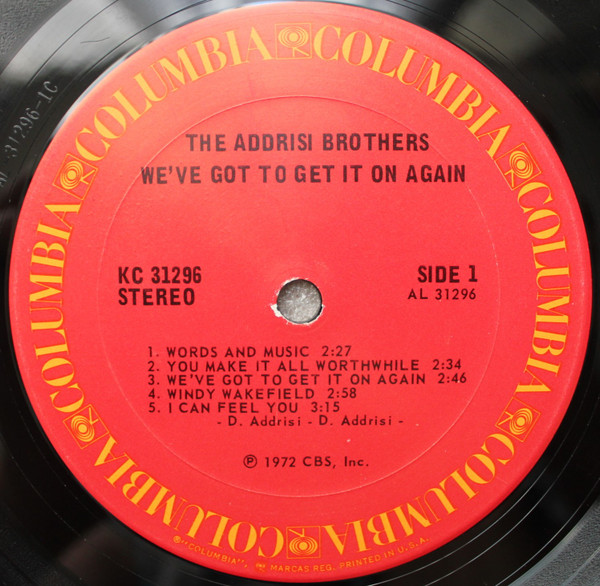 COLUMBIA COLUMBIA COLUMBIA COLUMBIA COLUMBIA COLUMBIA
THE ADDRISI BROTHERS
WE'VE GOT TO GET IT ON AGAIN
KC 31296 SIDE 1
STEREO AL 31296
1. WORDS AND MUSIC 2:27
2. YOU MAKE IT ALL WORTHWHILE 2:34
3. WE'VE GOT TO GET IT ON AGAIN 2:46
4. WINDY WAKEFIELD 2:58
5. I CAN FEEL YOU 3:15
- D. Addrisi - D. Addrisi -
Ⓟ 1972 CBS, Inc.
"COLUMBIA", MARCAS REG. PRINTED IN U.S.A.
AL 31296-1C